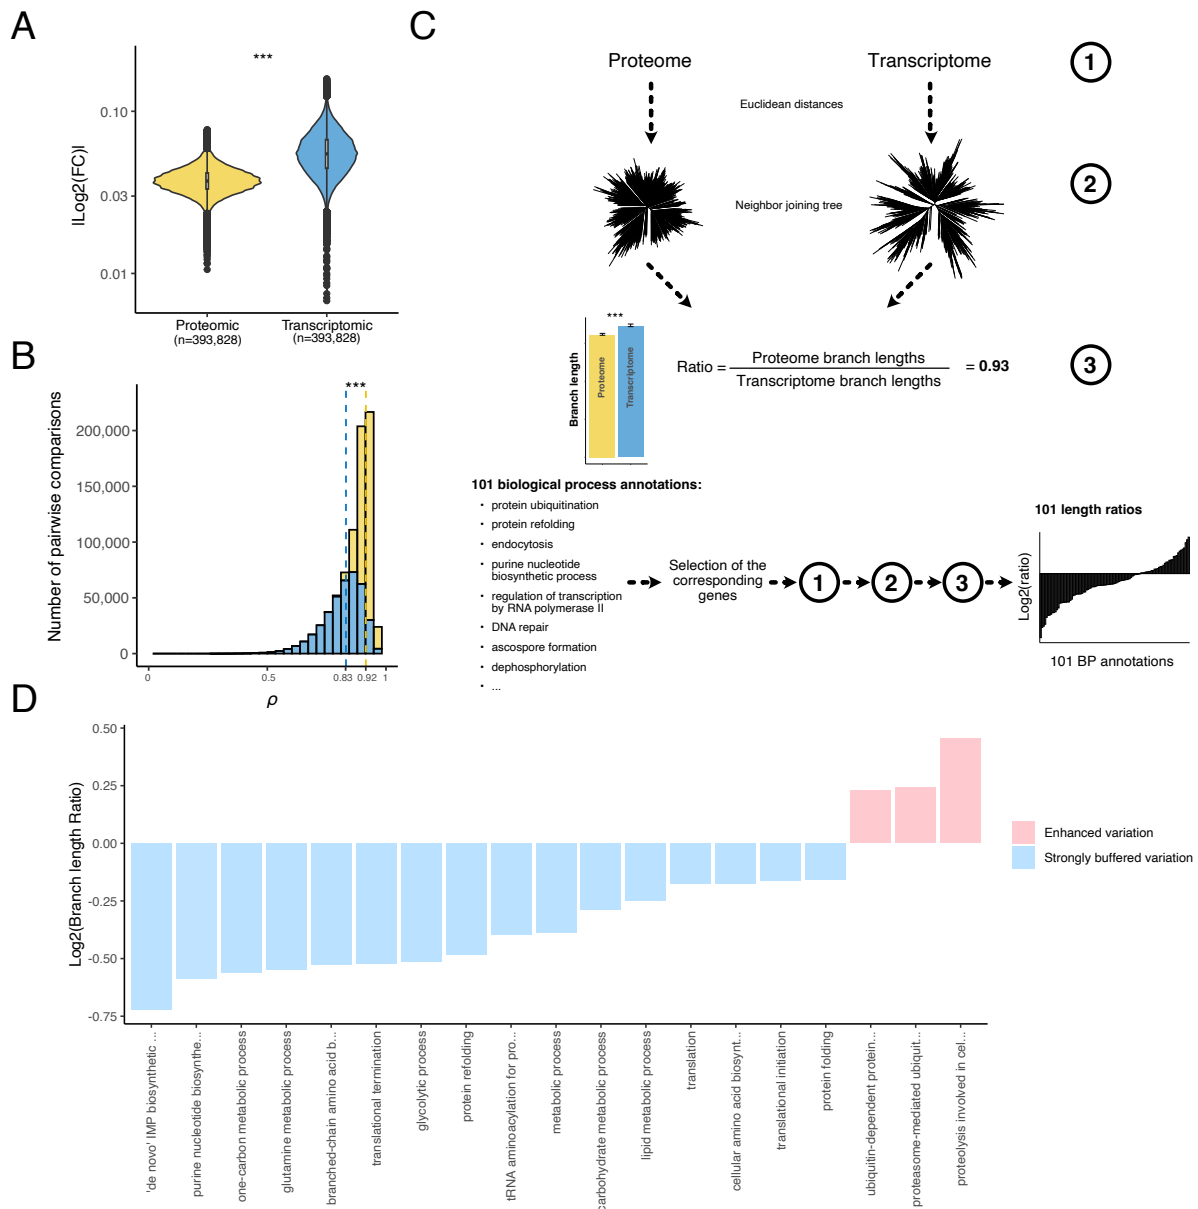 A
***
0.10
0.03
0.01
|Log2(FC)|
Proteomic
(n=393,828)
Transcriptomic
(n=393,828)
B
***
200,000
150,000
100,000
50,000
0
Number of pairwise comparisons
0
0.5
0.83
0.92
1
ρ
C
Proteome
Transcriptome
1
Euclidean distances
Neighbor joining tree
2
***
Branch length
Proteome
Transcriptome
Ratio =
Proteome branch lengths
Transcriptome branch lengths
= 0.93
3
101 biological process annotations:
• protein ubiquitination
• protein refolding
• endocytosis
• purine nucleotide
biosynthetic process
• regulation of transcription
by RNA polymerase II
• DNA repair
• ascospore formation
• dephosphorylation
• ...
Selection of the
corresponding
genes
1
2
3
101 length ratios
Log2(ratio)
101 BP annotations
D
0.50
0.25
0.00
-0.25
-0.50
-0.75
Log2(Branch length Ratio)
'de novo' IMP biosynthetic ...
purine nucleotide biosynthe...
one-carbon metabolic process
glutamine metabolic process
branched-chain amino acid b...
translational termination
glycolytic process
protein refolding
tRNA aminoacylation for pro...
metabolic process
carbohydrate metabolic process
lipid metabolic process
translation
cellular amino acid biosynt...
translational initiation
protein folding
ubiquitin-dependent protein...
proteasome-mediated ubiquit...
proteolysis involved in cel...
Enhanced variation
Strongly buffered variation